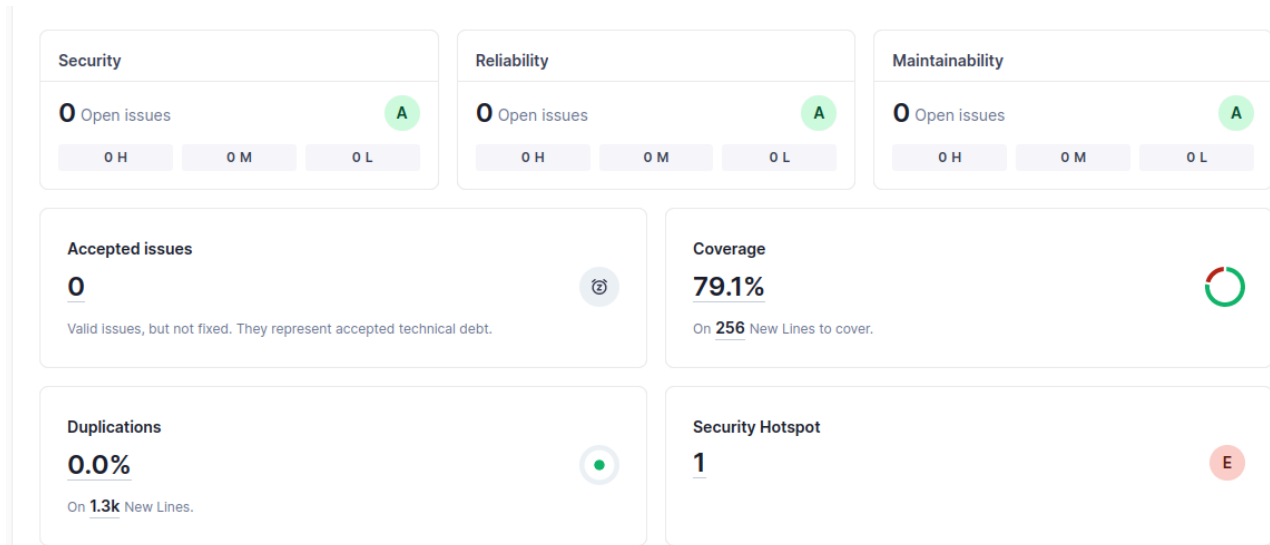 Security
0 Open issues
A
0 H
0 M
0 L
Reliability
0 Open issues
A
0 H
0 M
0 L
Maintainability
0 Open issues
A
0 H
0 M
0 L
Accepted issues
0
Valid issues, but not fixed. They represent accepted technical debt.
Coverage
79.1%
On 256 New Lines to cover.
Duplications
0.0%
On 1.3k New Lines.
Security Hotspot
1
E